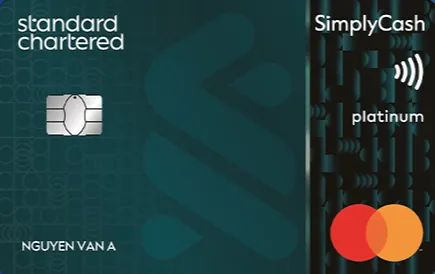 standard
chartered
SimplyCash
platinum
NGUYEN VAN A